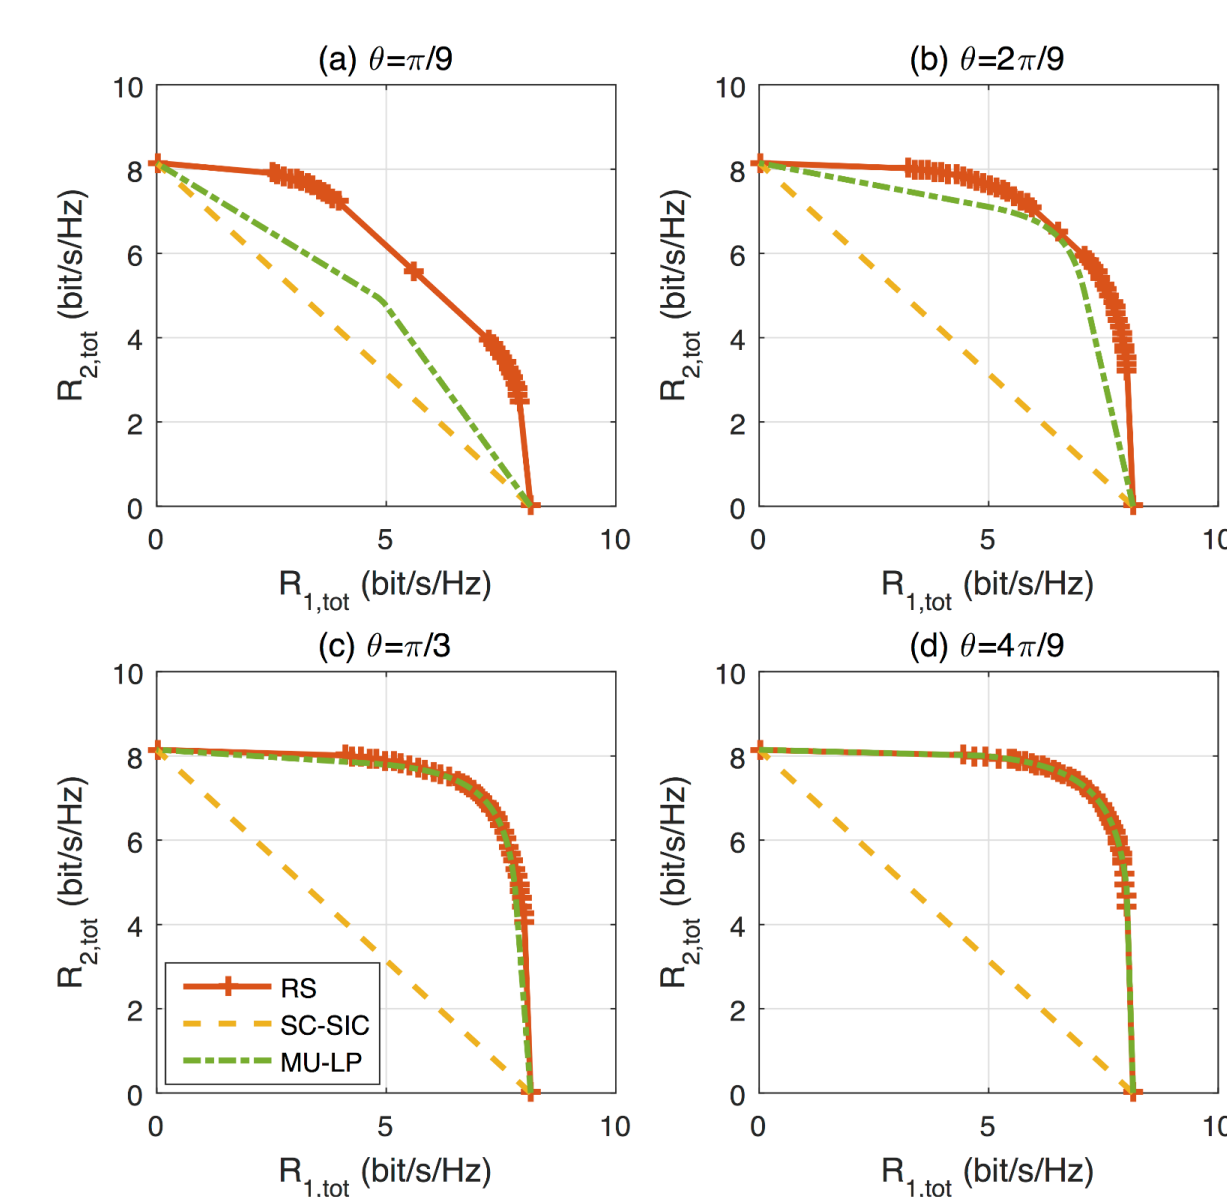 (a) θ=π/9
R2,tot (bit/s/Hz)
10
8
6
4
2
0
0 5 10
R1,tot (bit/s/Hz)
(b) θ=2π/9
R2,tot (bit/s/Hz)
10
8
6
4
2
0
0 5 10
R1,tot (bit/s/Hz)
(c) θ=π/3
R2,tot (bit/s/Hz)
10
8
6
4
2
0
RS
SC-SIC
MU-LP
0 5 10
R1,tot (bit/s/Hz)
(d) θ=4π/9
R2,tot (bit/s/Hz)
10
8
6
4
2
0
0 5 10
R1,tot (bit/s/Hz)